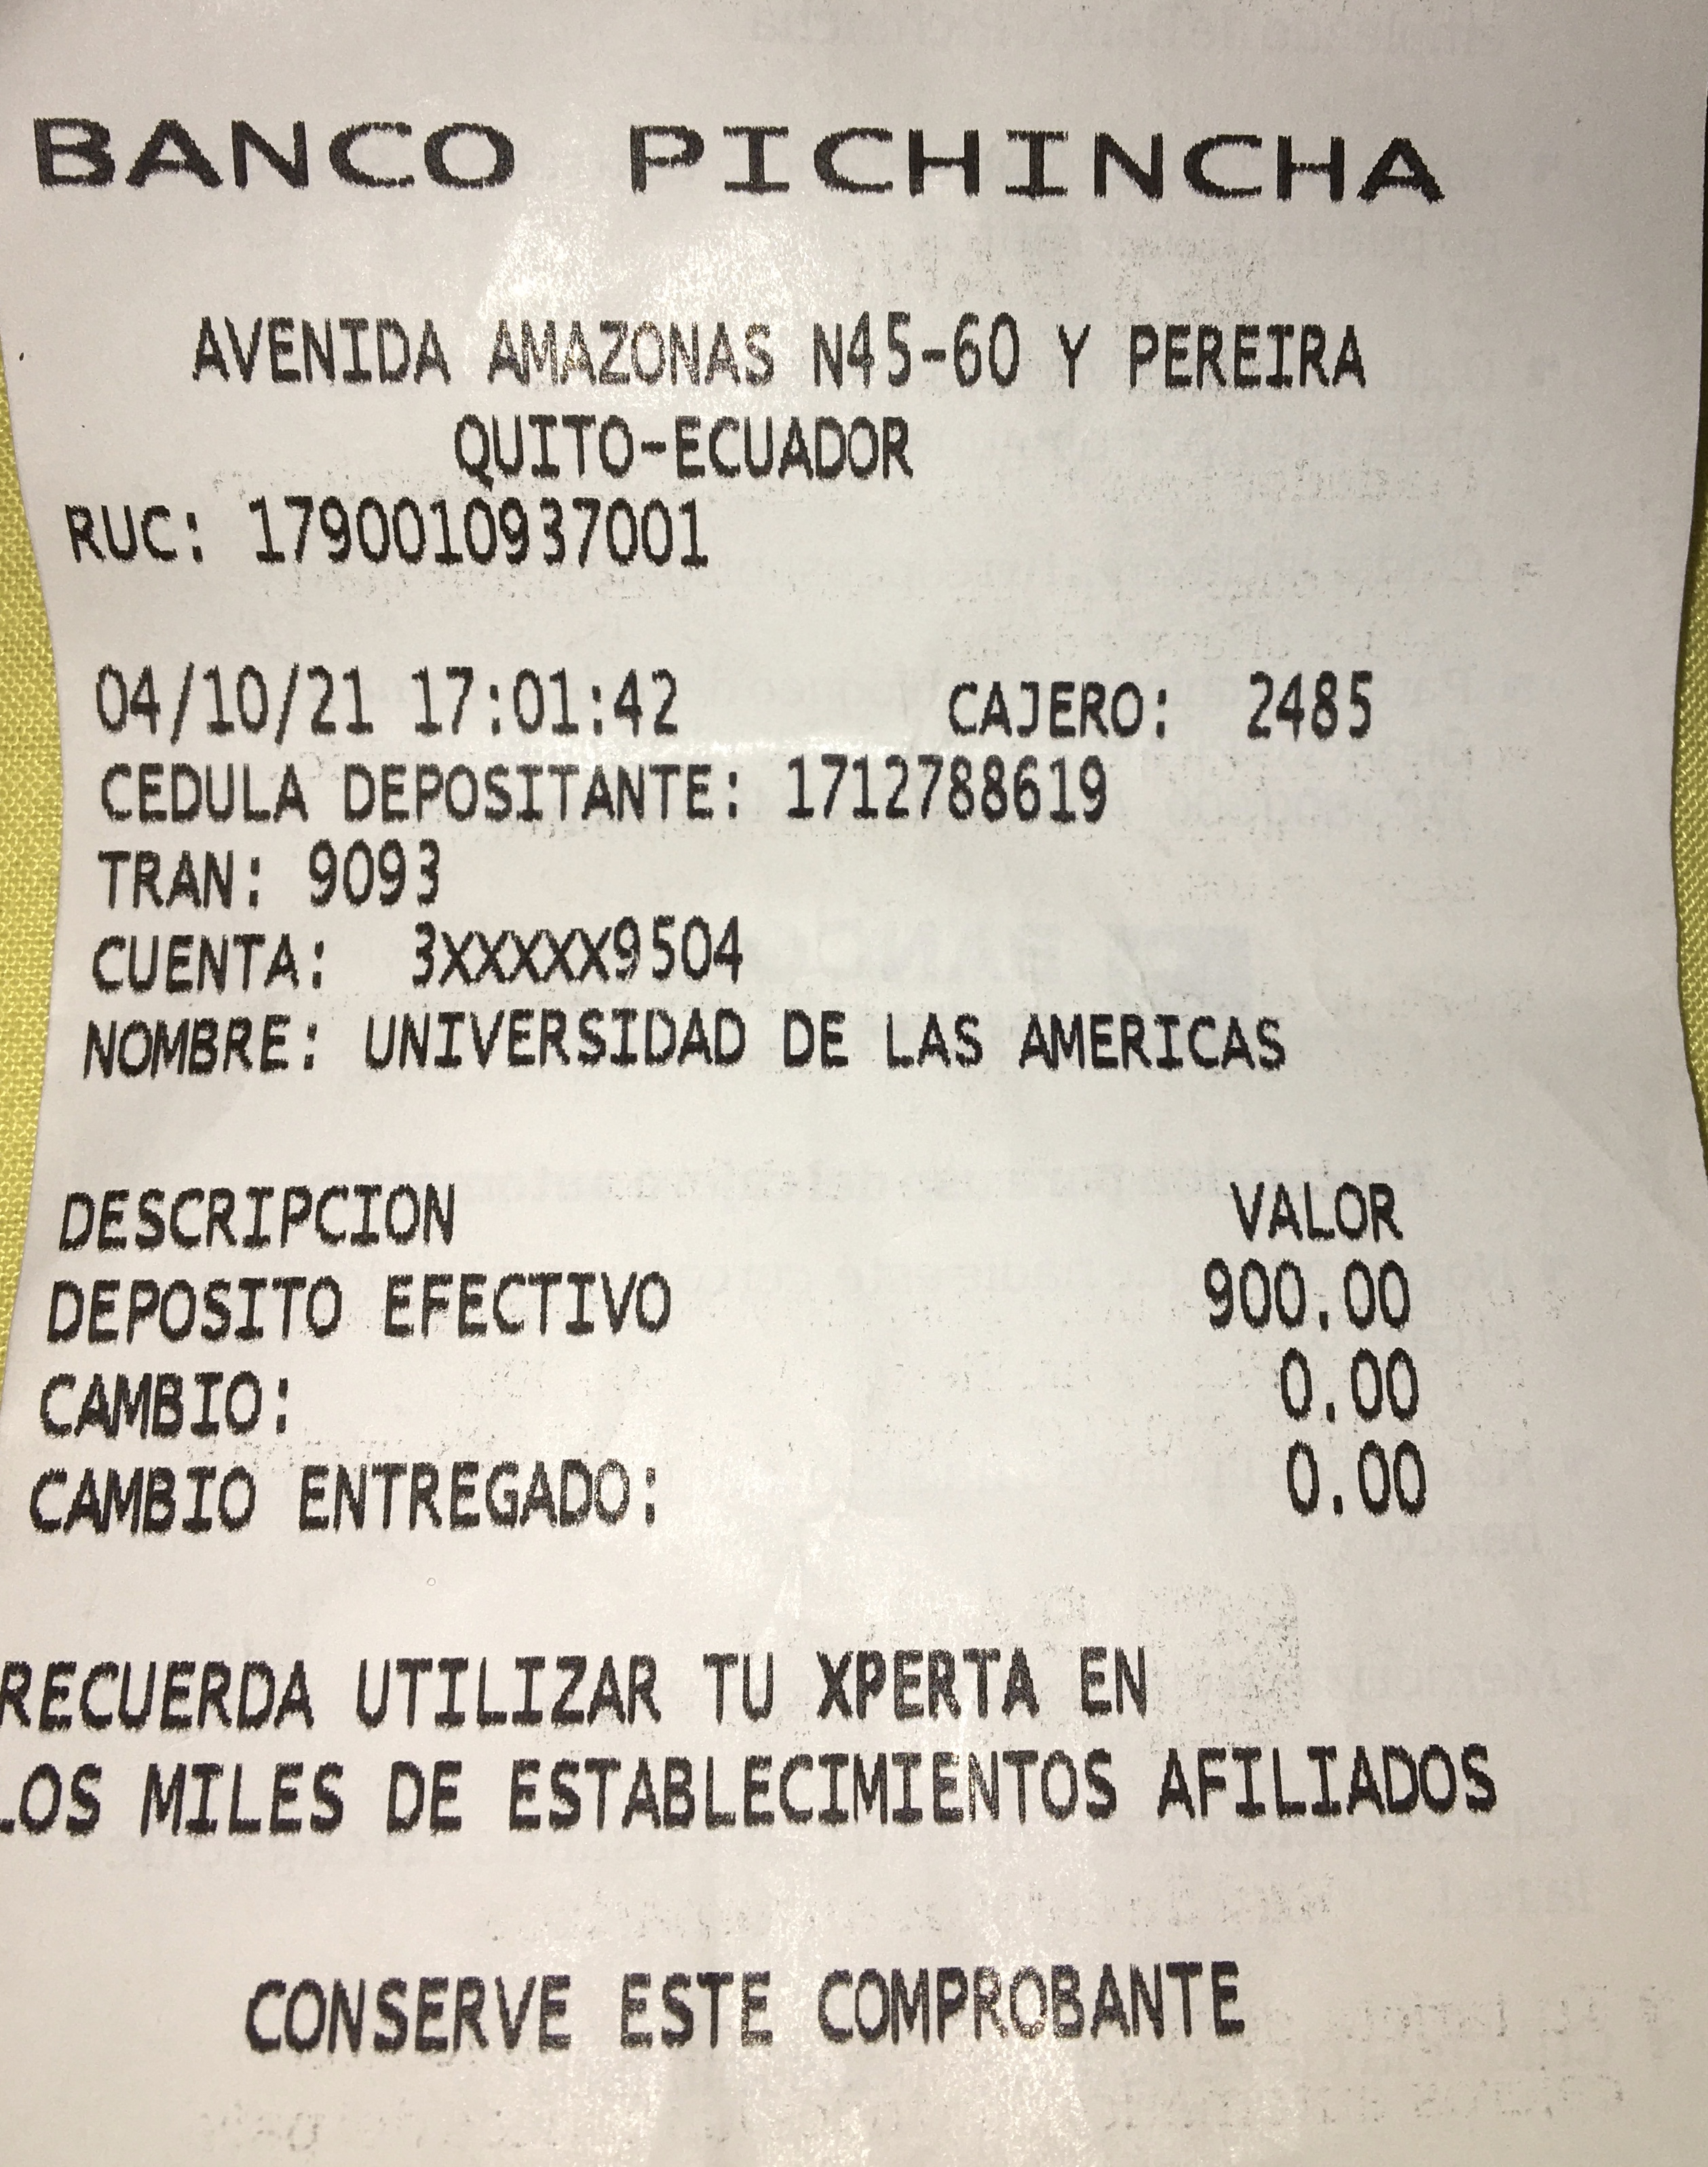 BANCO PICHINCHA
AVENIDA AMAZONAS N45-60 Y PEREIRA
QUITO-ECUADOR
RUC: 1790010937001
04/10/21 17:01:42 CAJERO: 2485
CEDULA DEPOSITANTE: 1712788619
TRAN: 9093
CUENTA: 3XXXXX9504
NOMBRE: UNIVERSIDAD DE LAS AMERICAS
DESCRIPCION VALOR
DEPOSITO EFECTIVO 900.00
CAMBIO: 0.00
CAMBIO ENTREGADO: 0.00
RECUERDA UTILIZAR TU XPERTA EN
LOS MILES DE ESTABLECIMIENTOS AFILIADOS
CONSERVE ESTE COMPROBANTE